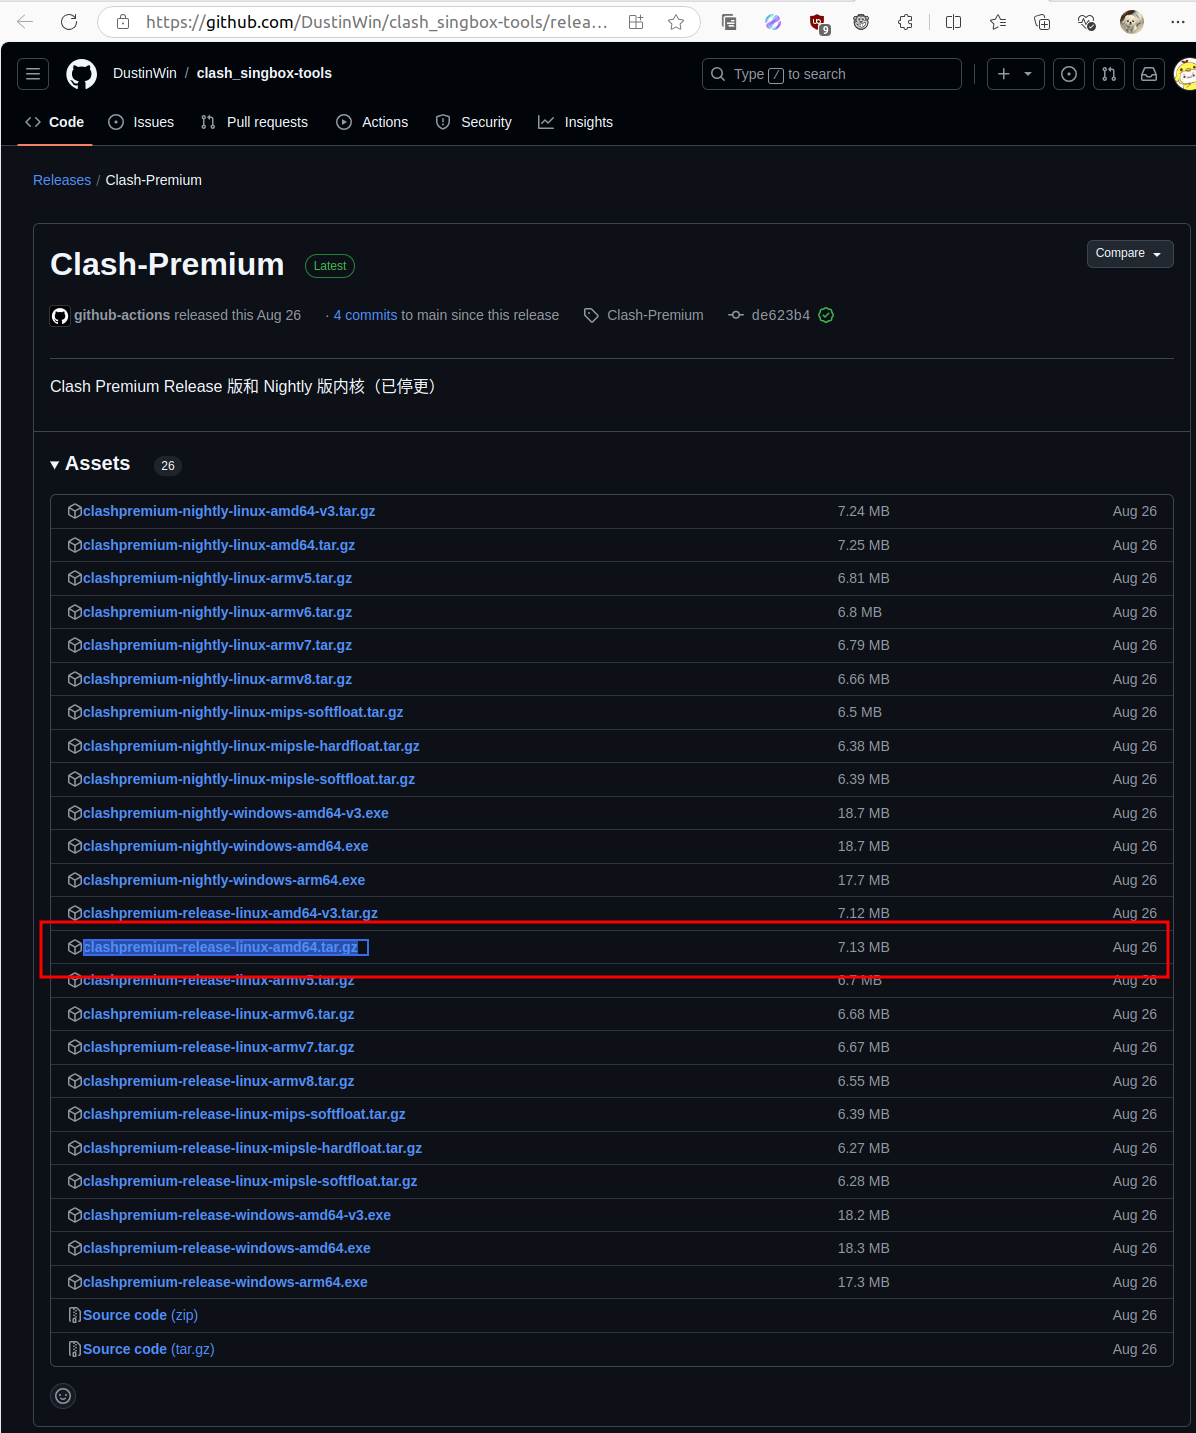 https://github.com/DustinWin/clash_singbox-tools/relea...
9
DustinWin / clash_singbox-tools
Type / to search
Code Issues Pull requests Actions Security Insights
Releases / Clash-Premium
Clash-Premium Latest
Compare
github-actions released this Aug 26 · 4 commits to main since this release Clash-Premium de623b4
Clash Premium Release 版和 Nightly 版内核（已停更）
Assets 26
clashpremium-nightly-linux-amd64-v3.tar.gz 7.24 MB Aug 26
clashpremium-nightly-linux-amd64.tar.gz 7.25 MB Aug 26
clashpremium-nightly-linux-armv5.tar.gz 6.81 MB Aug 26
clashpremium-nightly-linux-armv6.tar.gz 6.8 MB Aug 26
clashpremium-nightly-linux-armv7.tar.gz 6.79 MB Aug 26
clashpremium-nightly-linux-armv8.tar.gz 6.66 MB Aug 26
clashpremium-nightly-linux-mips-softfloat.tar.gz 6.5 MB Aug 26
clashpremium-nightly-linux-mipsle-hardfloat.tar.gz 6.38 MB Aug 26
clashpremium-nightly-linux-mipsle-softfloat.tar.gz 6.39 MB Aug 26
clashpremium-nightly-windows-amd64-v3.exe 18.7 MB Aug 26
clashpremium-nightly-windows-amd64.exe 18.7 MB Aug 26
clashpremium-nightly-windows-arm64.exe 17.7 MB Aug 26
clashpremium-release-linux-amd64-v3.tar.gz 7.12 MB Aug 26
clashpremium-release-linux-amd64.tar.gz 7.13 MB Aug 26
clashpremium-release-linux-armv5.tar.gz 6.7 MB Aug 26
clashpremium-release-linux-armv6.tar.gz 6.68 MB Aug 26
clashpremium-release-linux-armv7.tar.gz 6.67 MB Aug 26
clashpremium-release-linux-armv8.tar.gz 6.55 MB Aug 26
clashpremium-release-linux-mips-softfloat.tar.gz 6.39 MB Aug 26
clashpremium-release-linux-mipsle-hardfloat.tar.gz 6.27 MB Aug 26
clashpremium-release-linux-mipsle-softfloat.tar.gz 6.28 MB Aug 26
clashpremium-release-windows-amd64-v3.exe 18.2 MB Aug 26
clashpremium-release-windows-amd64.exe 18.3 MB Aug 26
clashpremium-release-windows-arm64.exe 17.3 MB Aug 26
Source code (zip) Aug 26
Source code (tar.gz) Aug 26